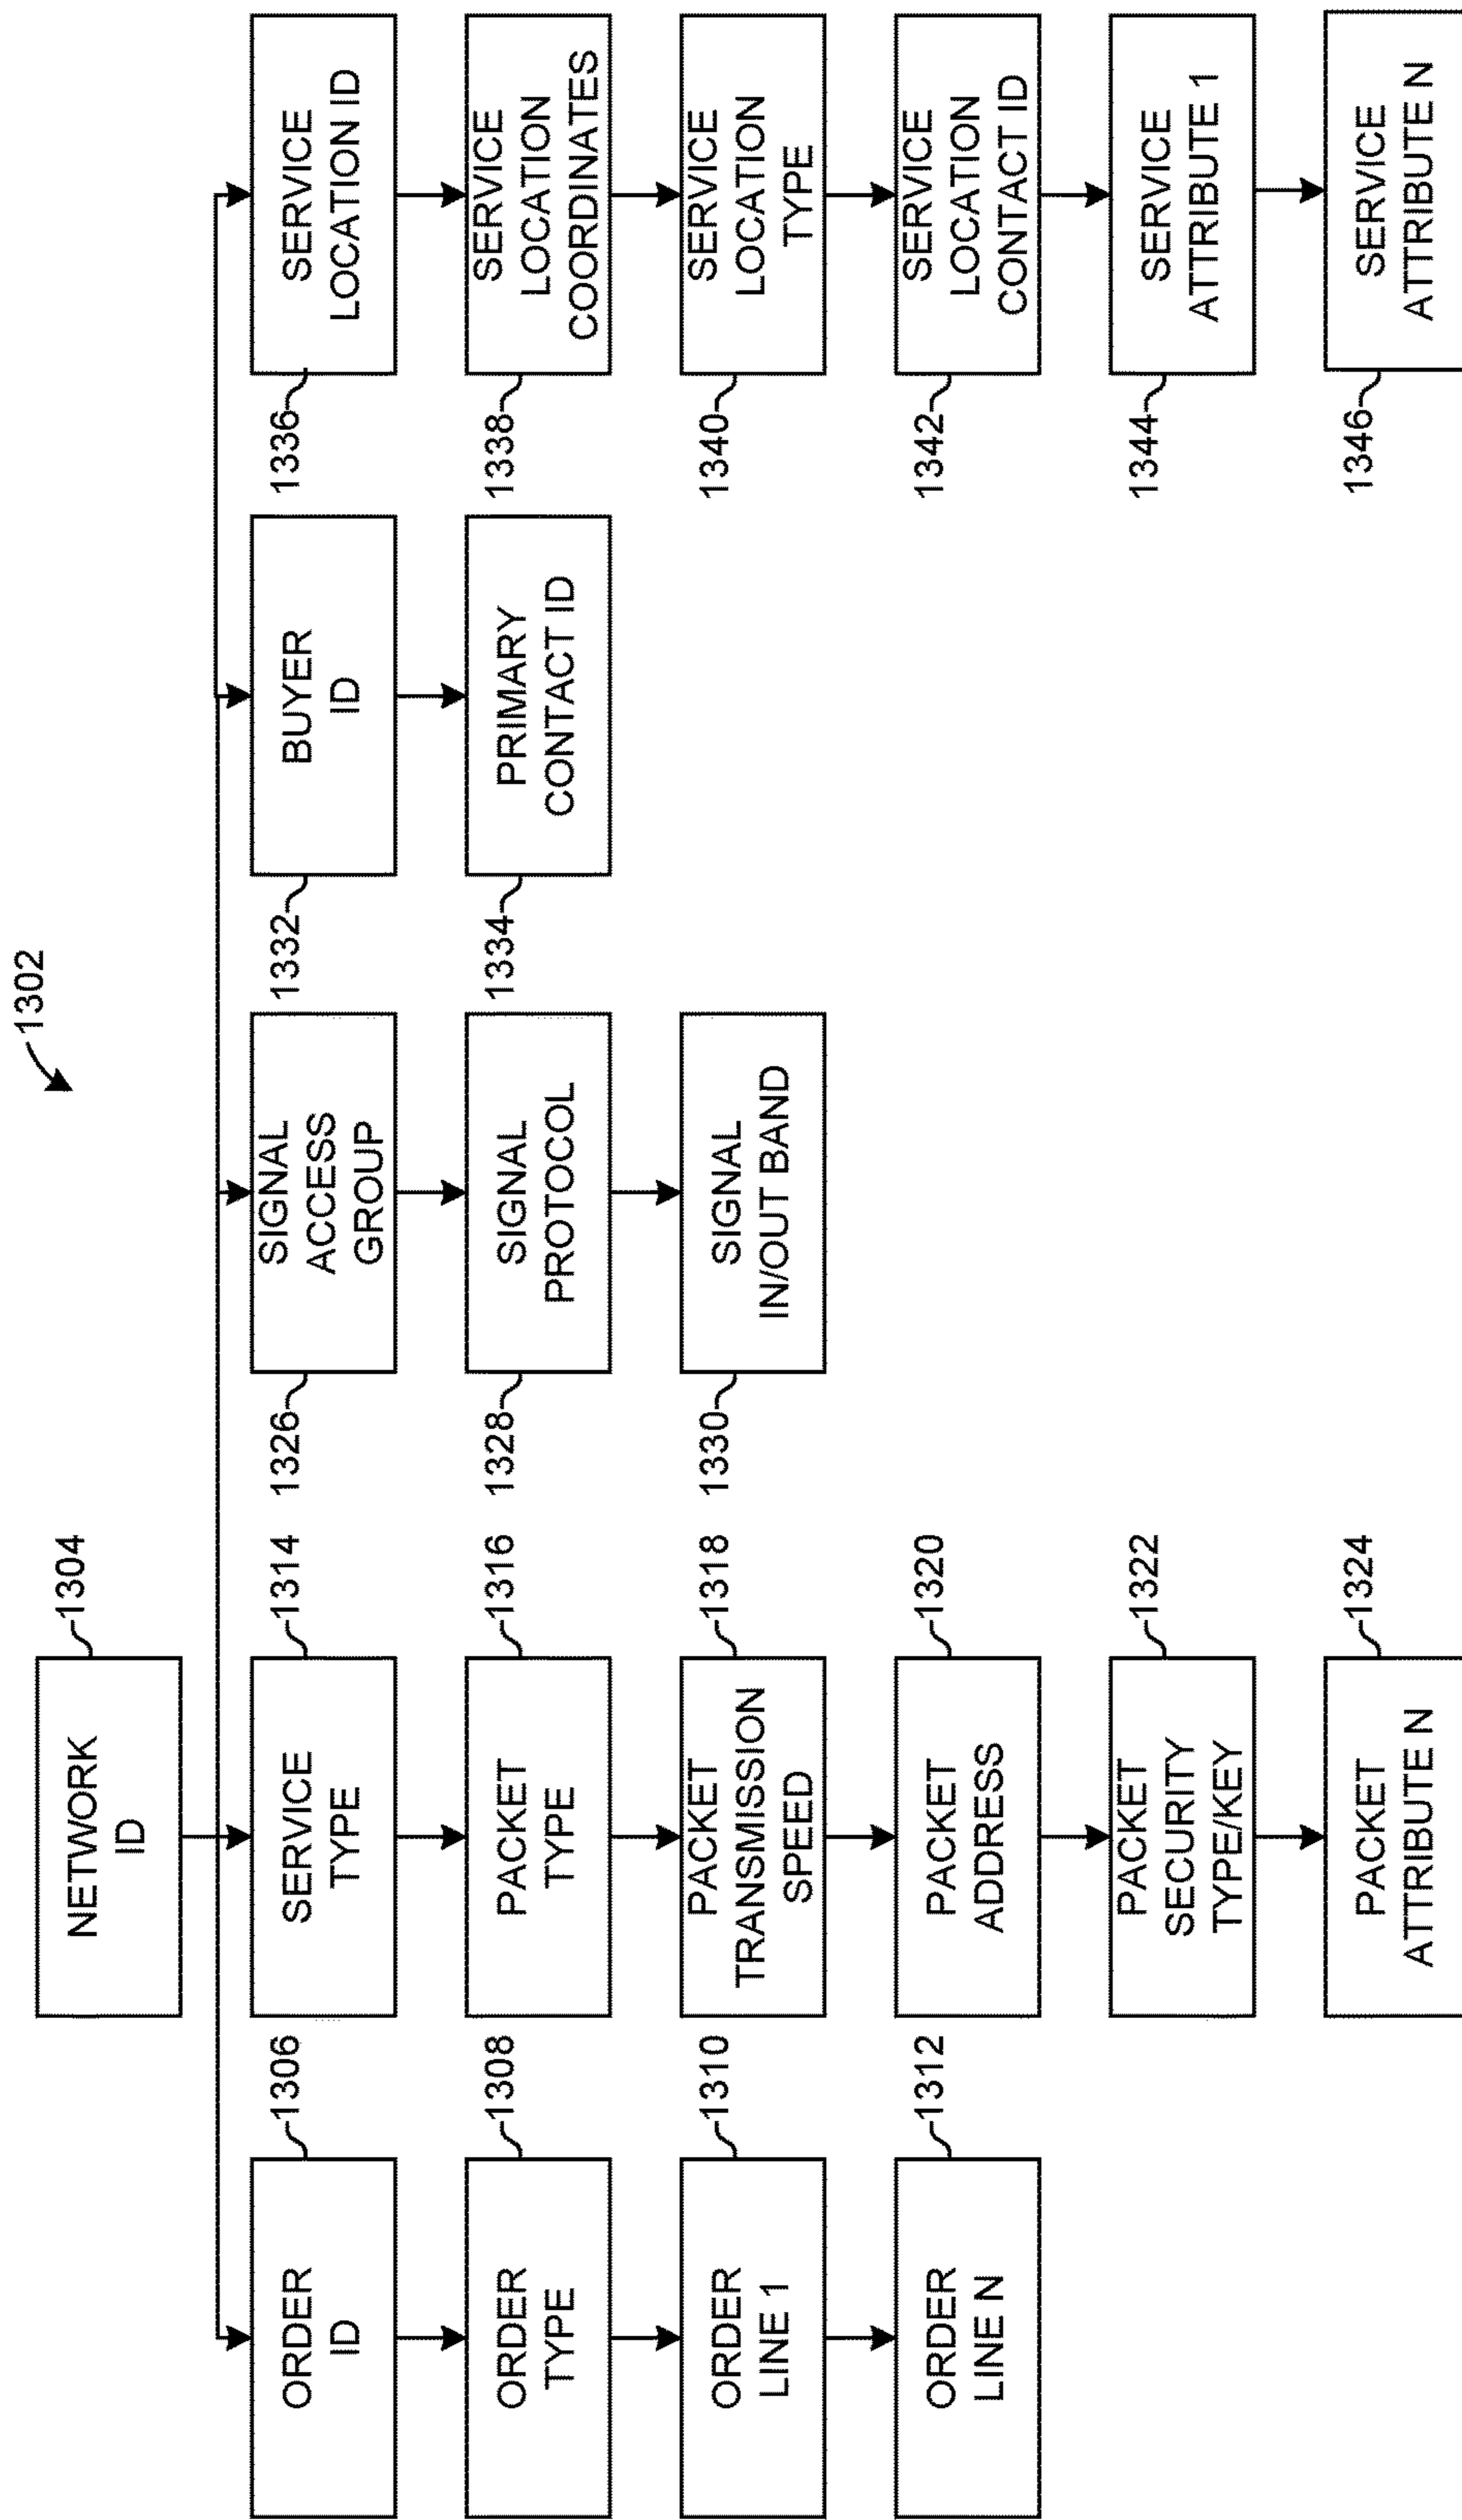 1302
NETWORK
ID
1304
ORDER
ID
1306
ORDER
TYPE
1308
ORDER
LINE 1
1310
ORDER
LINE N
1312
SERVICE
TYPE
1314
PACKET
TYPE
1316
PACKET
TRANSMISSION
SPEED
1318
PACKET
ADDRESS
1320
PACKET
SECURITY
TYPE/KEY
1322
PACKET
ATTRIBUTE N
1324
SIGNAL
ACCESS
GROUP
1326
SIGNAL
PROTOCOL
1328
SIGNAL
IN/OUT BAND
1330
BUYER
ID
1332
PRIMARY
CONTACT ID
1334
SERVICE
LOCATION ID
1336
SERVICE
LOCATION
COORDINATES
1338
SERVICE
LOCATION
TYPE
1340
SERVICE
LOCATION
CONTACT ID
1342
SERVICE
ATTRIBUTE 1
1344
SERVICE
ATTRIBUTE N
1346